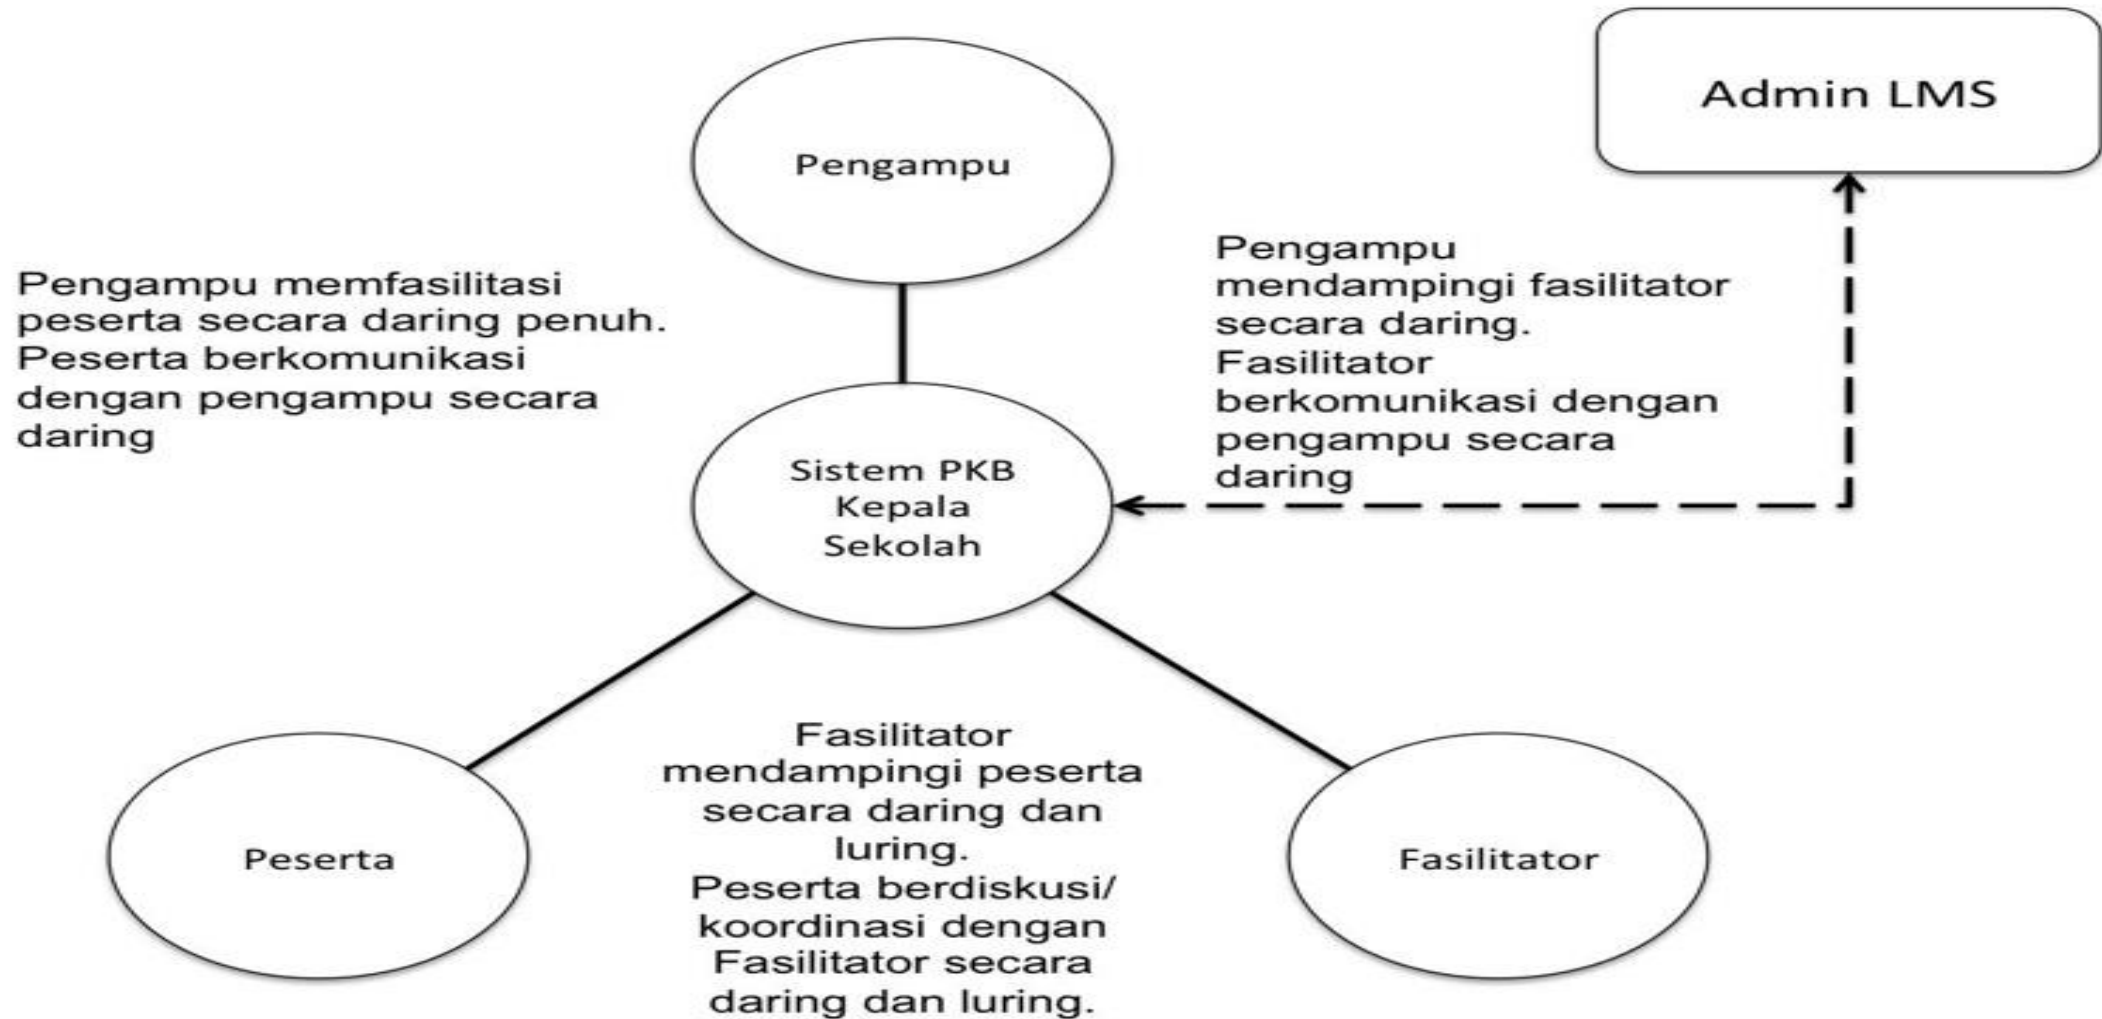 Pengampu
Admin LMS
Pengampu memfasilitasi
peserta secara daring penuh.
Peserta berkomunikasi
dengan pengampu secara
daring
Pengampu
mendampingi fasilitator
secara daring.
Fasilitator
berkomunikasi dengan
pengampu secara
daring
Sistem PKB
Kepala
Sekolah
Peserta
Fasilitator
mendampingi peserta
secara daring dan
luring.
Peserta berdiskusi/
koordinasi dengan
Fasilitator secara
daring dan luring.
Fasilitator